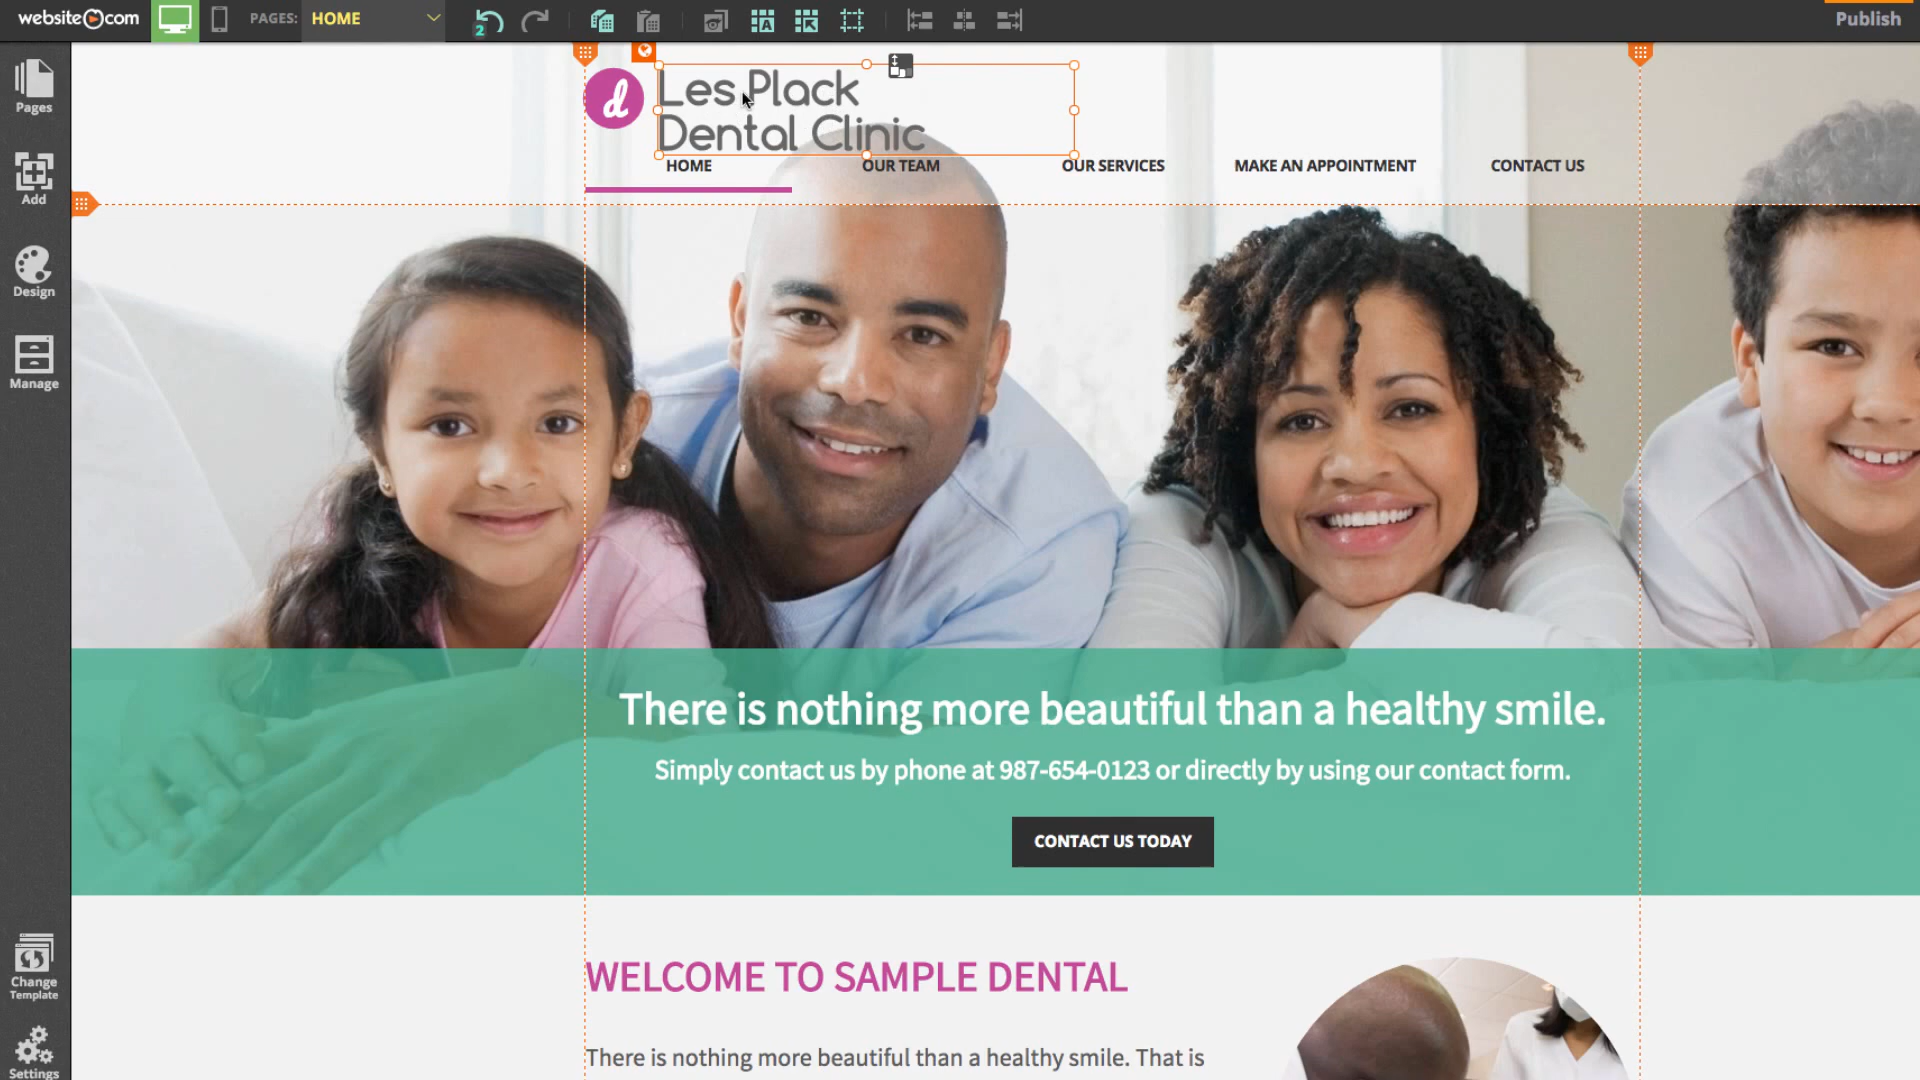 website.com
PAGES: HOME
2
Publish
Pages
Add
Design
Manage
Change
Template
Settings
d
Les Plack
Dental Clinic
HOME OUR TEAM OUR SERVICES MAKE AN APPOINTMENT CONTACT US
There is nothing more beautiful than a healthy smile.
Simply contact us by phone at 987-654-0123 or directly by using our contact form.
CONTACT US TODAY
WELCOME TO SAMPLE DENTAL
There is nothing more beautiful than a healthy smile. That is